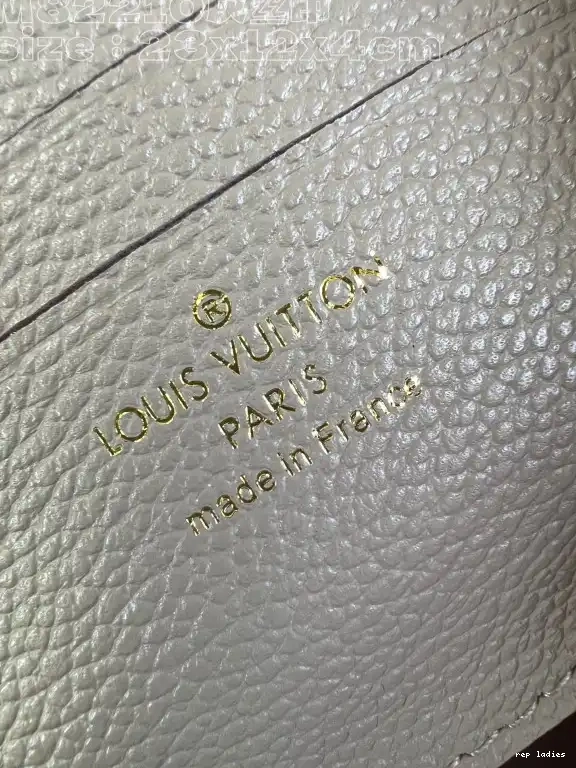 size : 23x12x4cm
®
LOUIS VUITTON
PARIS
made in France
rep ladies